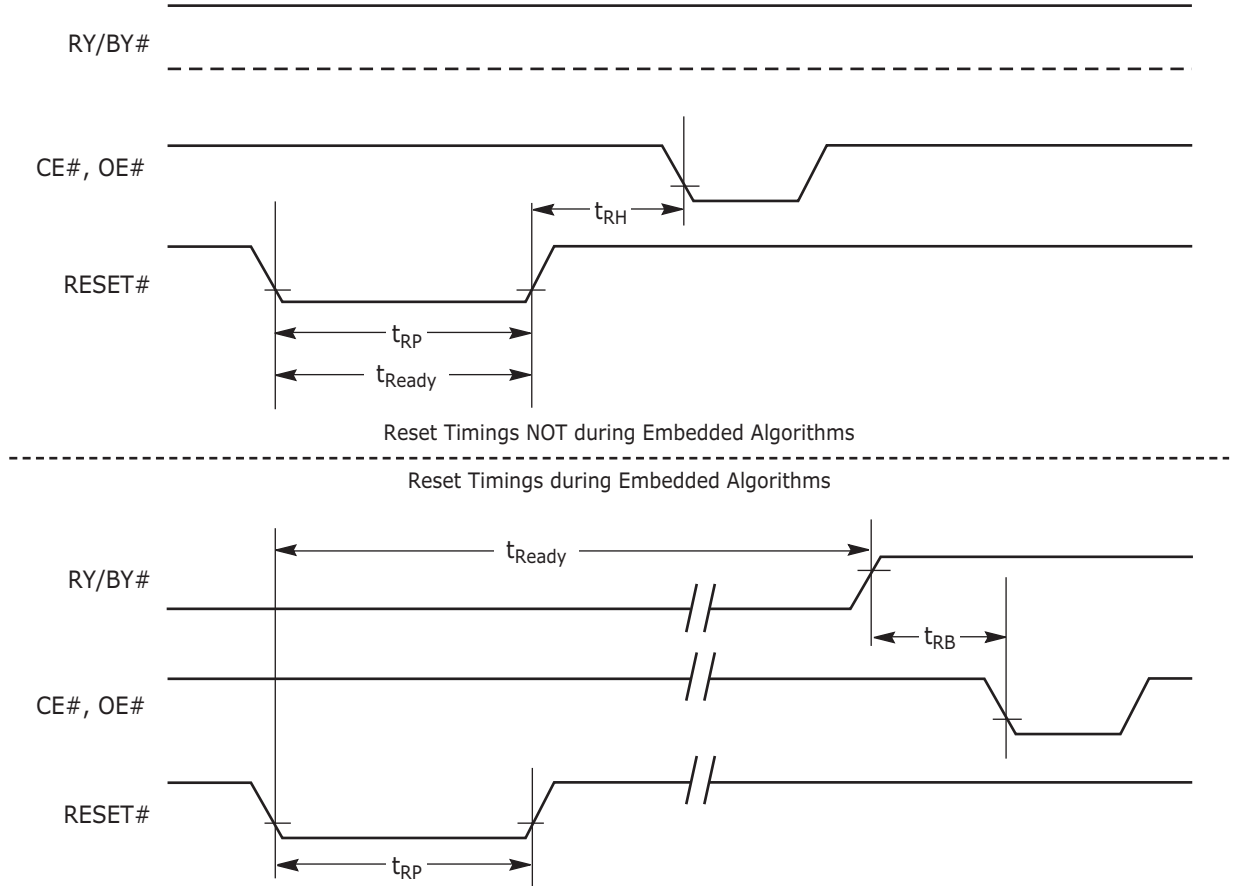 RY/BY#
CE#, OE#
tRH
RESET#
tRP
tReady
Reset Timings NOT during Embedded Algorithms
Reset Timings during Embedded Algorithms
tReady
RY/BY#
tRB
CE#, OE#
RESET#
tRP